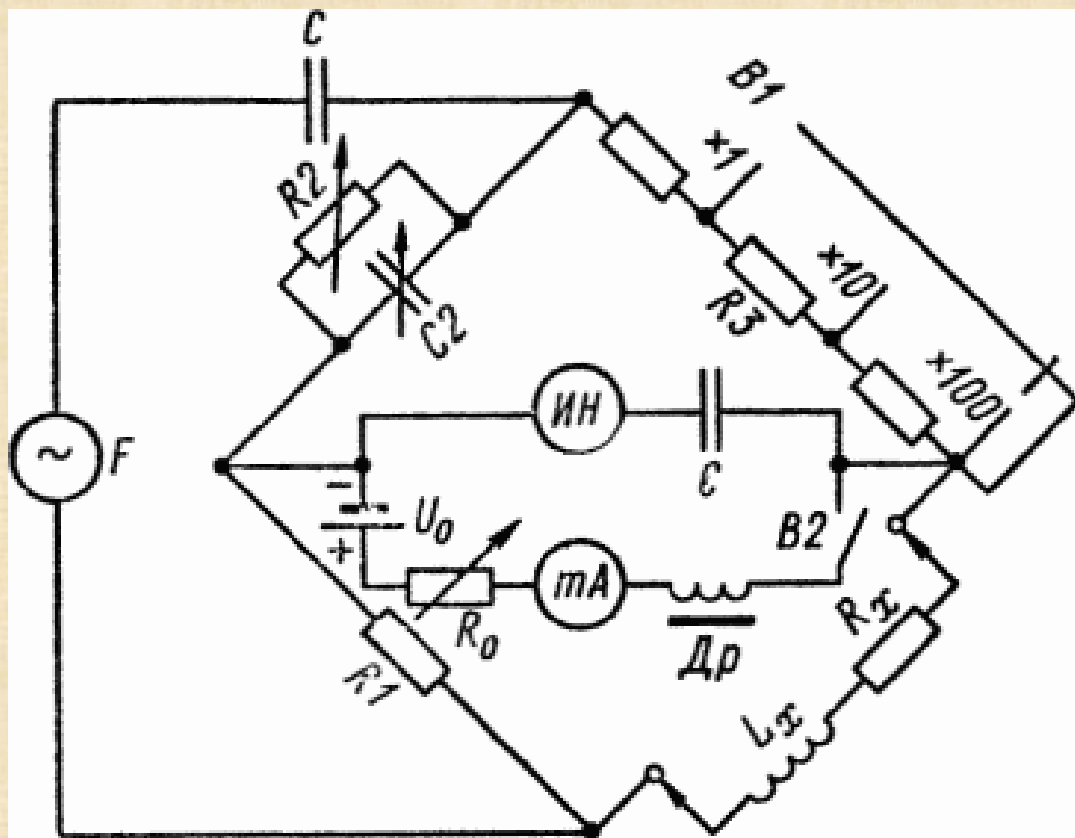 C
B1
R2
×1
C2
×10
R3
×100
ИН
~
F
C
-
U₀
+
B2
mA
R₀
Др
Rx
R1
Lx